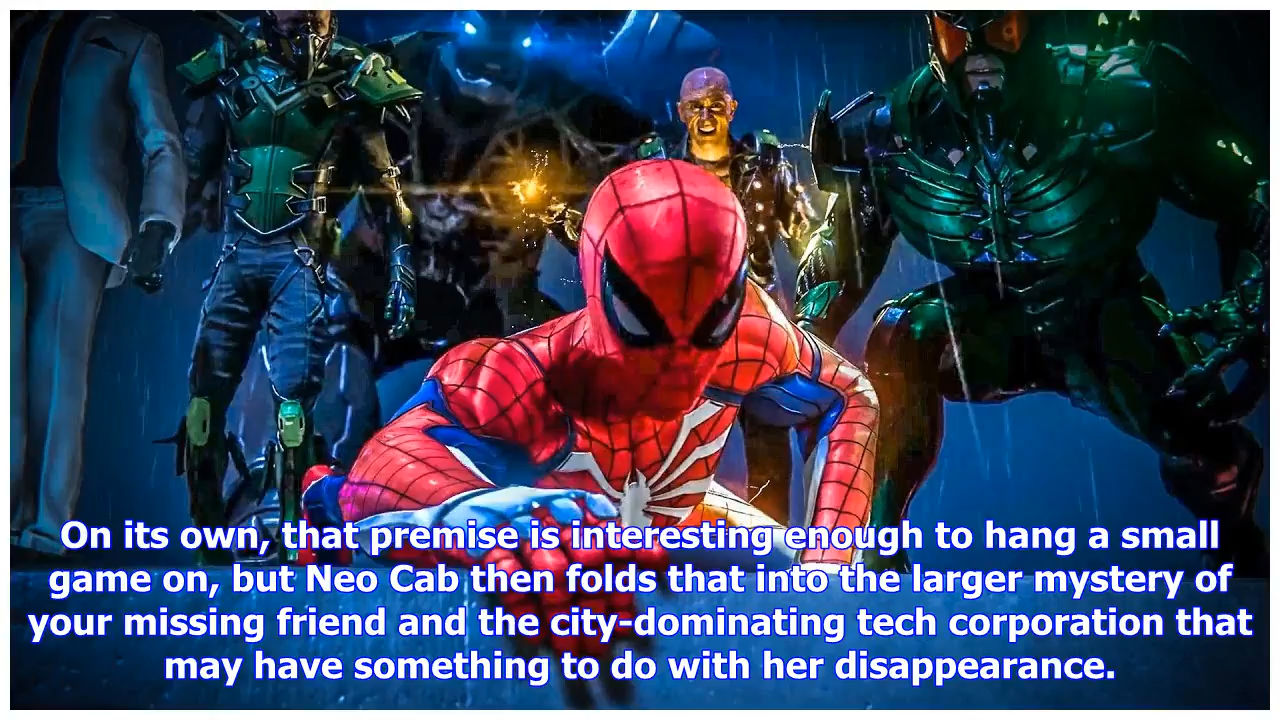 On its own, that premise is interesting enough to hang a small
game on, but Neo Cab then folds that into the larger mystery of
your missing friend and the city-dominating tech corporation that
may have something to do with her disappearance.